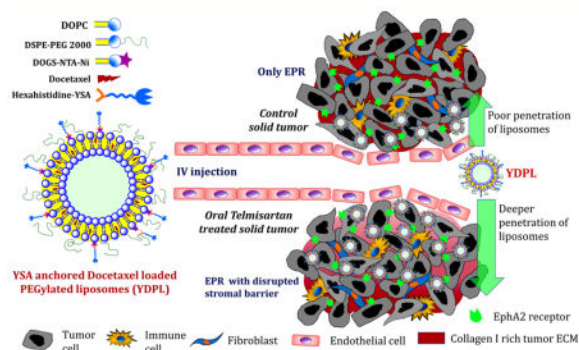 DOPC
DSPE-PEG 2000
DOGS-NTA-Ni
Docetaxel
Hexahistidine-YSA
YSA anchored Docetaxel loaded
PEGylated liposomes (YDPL)
Only EPR
Control
solid tumor
Poor penetration
of liposomes
IV injection
YDPL
Oral Telmisartan
treated solid tumor
Deeper
penetration of
liposomes
EPR with disrupted
stromal barrier
EphA2 receptor
Tumor
cell
Immune
cell
Fibroblast
Endothelial cell
Collagen I rich tumor ECM